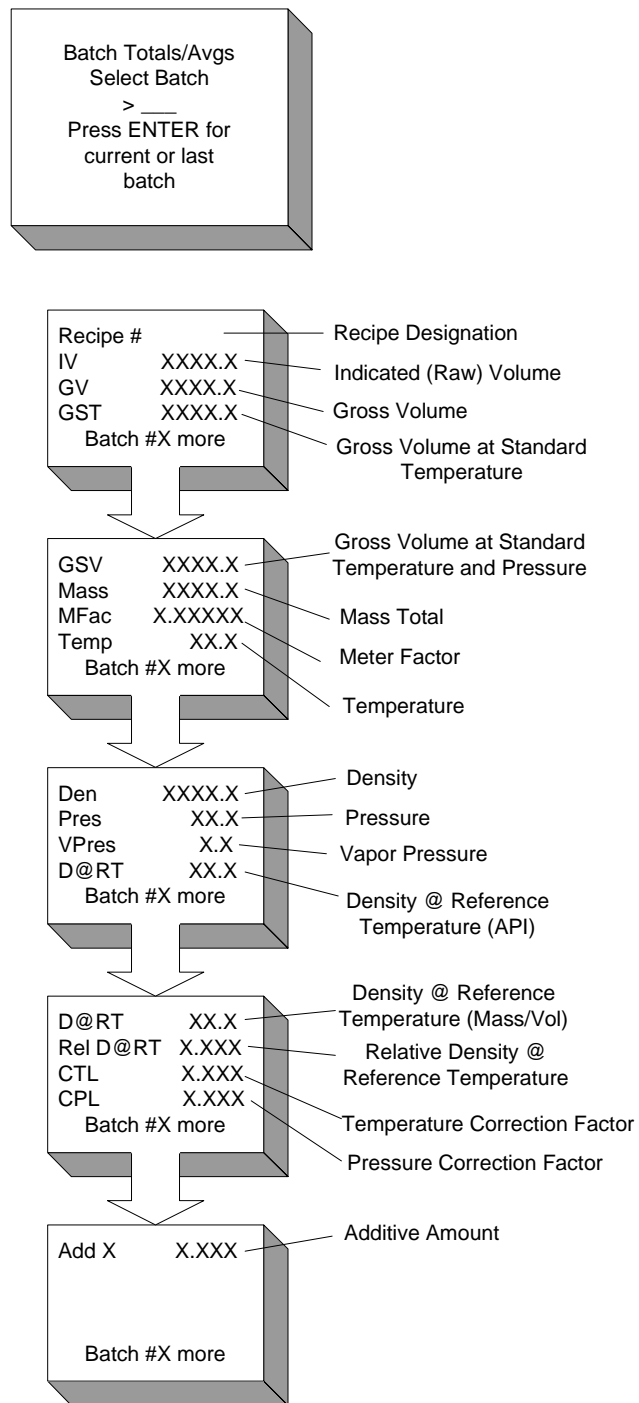 Batch Totals/Avgs
Select Batch
> ___
Press ENTER for
current or last
batch
Recipe #
Recipe Designation
IV XXXX.X
Indicated (Raw) Volume
GV XXXX.X
Gross Volume
GST XXXX.X
Gross Volume at Standard
Temperature
Batch #X more
GSV XXXX.X
Gross Volume at Standard
Temperature and Pressure
Mass XXXX.X
Mass Total
MFac X.XXXXX
Meter Factor
Temp XX.X
Temperature
Batch #X more
Den XXXX.X
Density
Pres XX.X
Pressure
VPres X.X
Vapor Pressure
D@RT XX.X
Density @ Reference
Temperature (API)
Batch #X more
D@RT XX.X
Density @ Reference
Temperature (Mass/Vol)
Rel D@RT X.XXX
Relative Density @
Reference Temperature
CTL X.XXX
Temperature Correction Factor
CPL X.XXX
Pressure Correction Factor
Batch #X more
Add X X.XXX
Additive Amount
Batch #X more